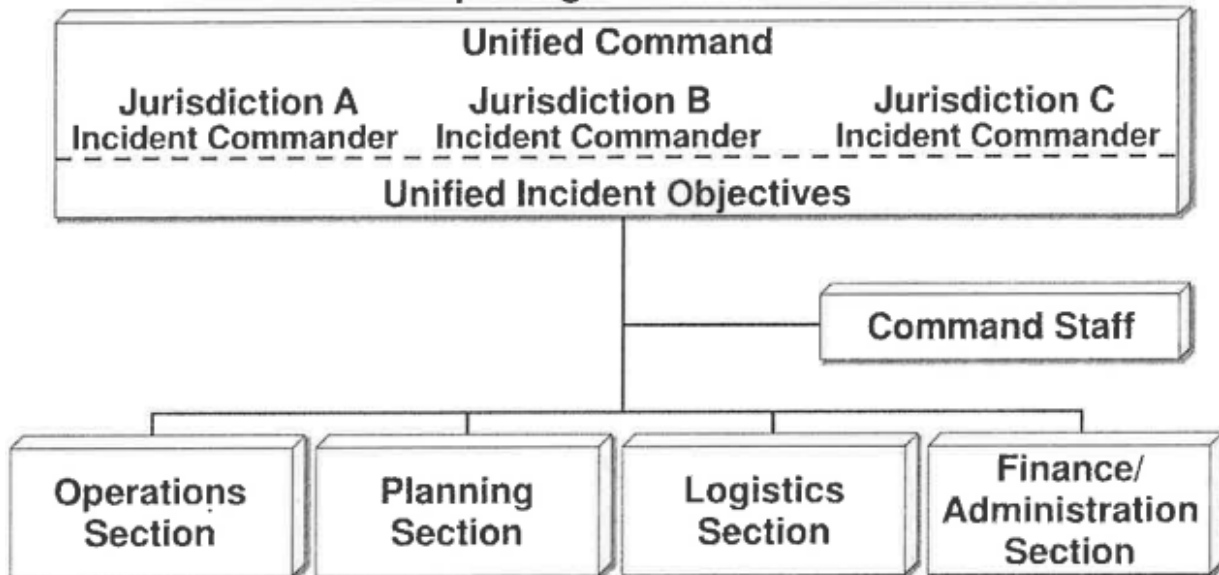 Unified Command
Jurisdiction A
Incident Commander
Jurisdiction B
Incident Commander
Jurisdiction C
Incident Commander
Unified Incident Objectives
Command Staff
Operations
Section
Planning
Section
Logistics
Section
Finance/
Administration
Section